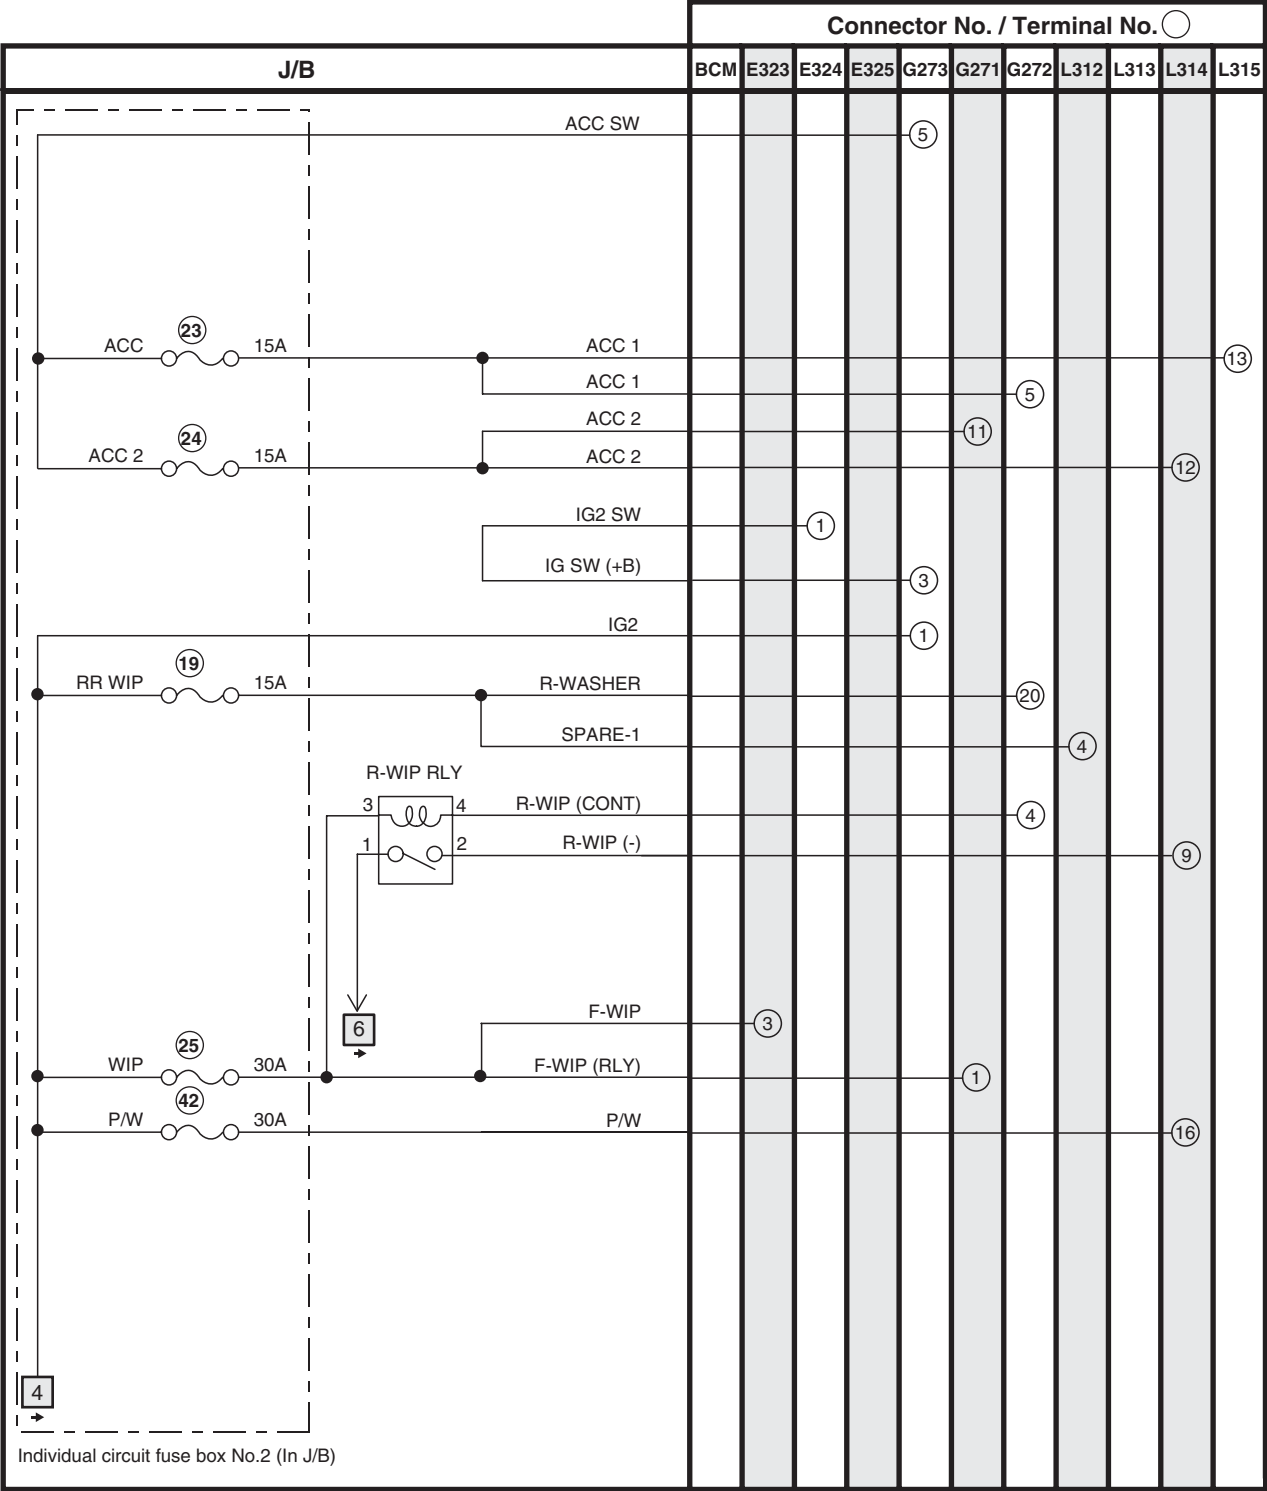 Connector No. / Terminal No.
J/B BCM E323 E324 E325 G273 G271 G272 L312 L313 L314 L315
ACC SW 5
23
ACC 15A ACC 1 13
ACC 1 5
ACC 2 11
24
ACC 2 15A ACC 2 12
IG2 SW 1
IG SW (+B) 3
IG2 1
19
RR WIP 15A R-WASHER 20
SPARE-1 4
R-WIP RLY
3 4 R-WIP (CONT) 4
1 2 R-WIP (-) 9
F-WIP 3
6
25
WIP 30A F-WIP (RLY) 1
42
P/W 30A P/W 16
4
Individual circuit fuse box No.2 (In J/B)